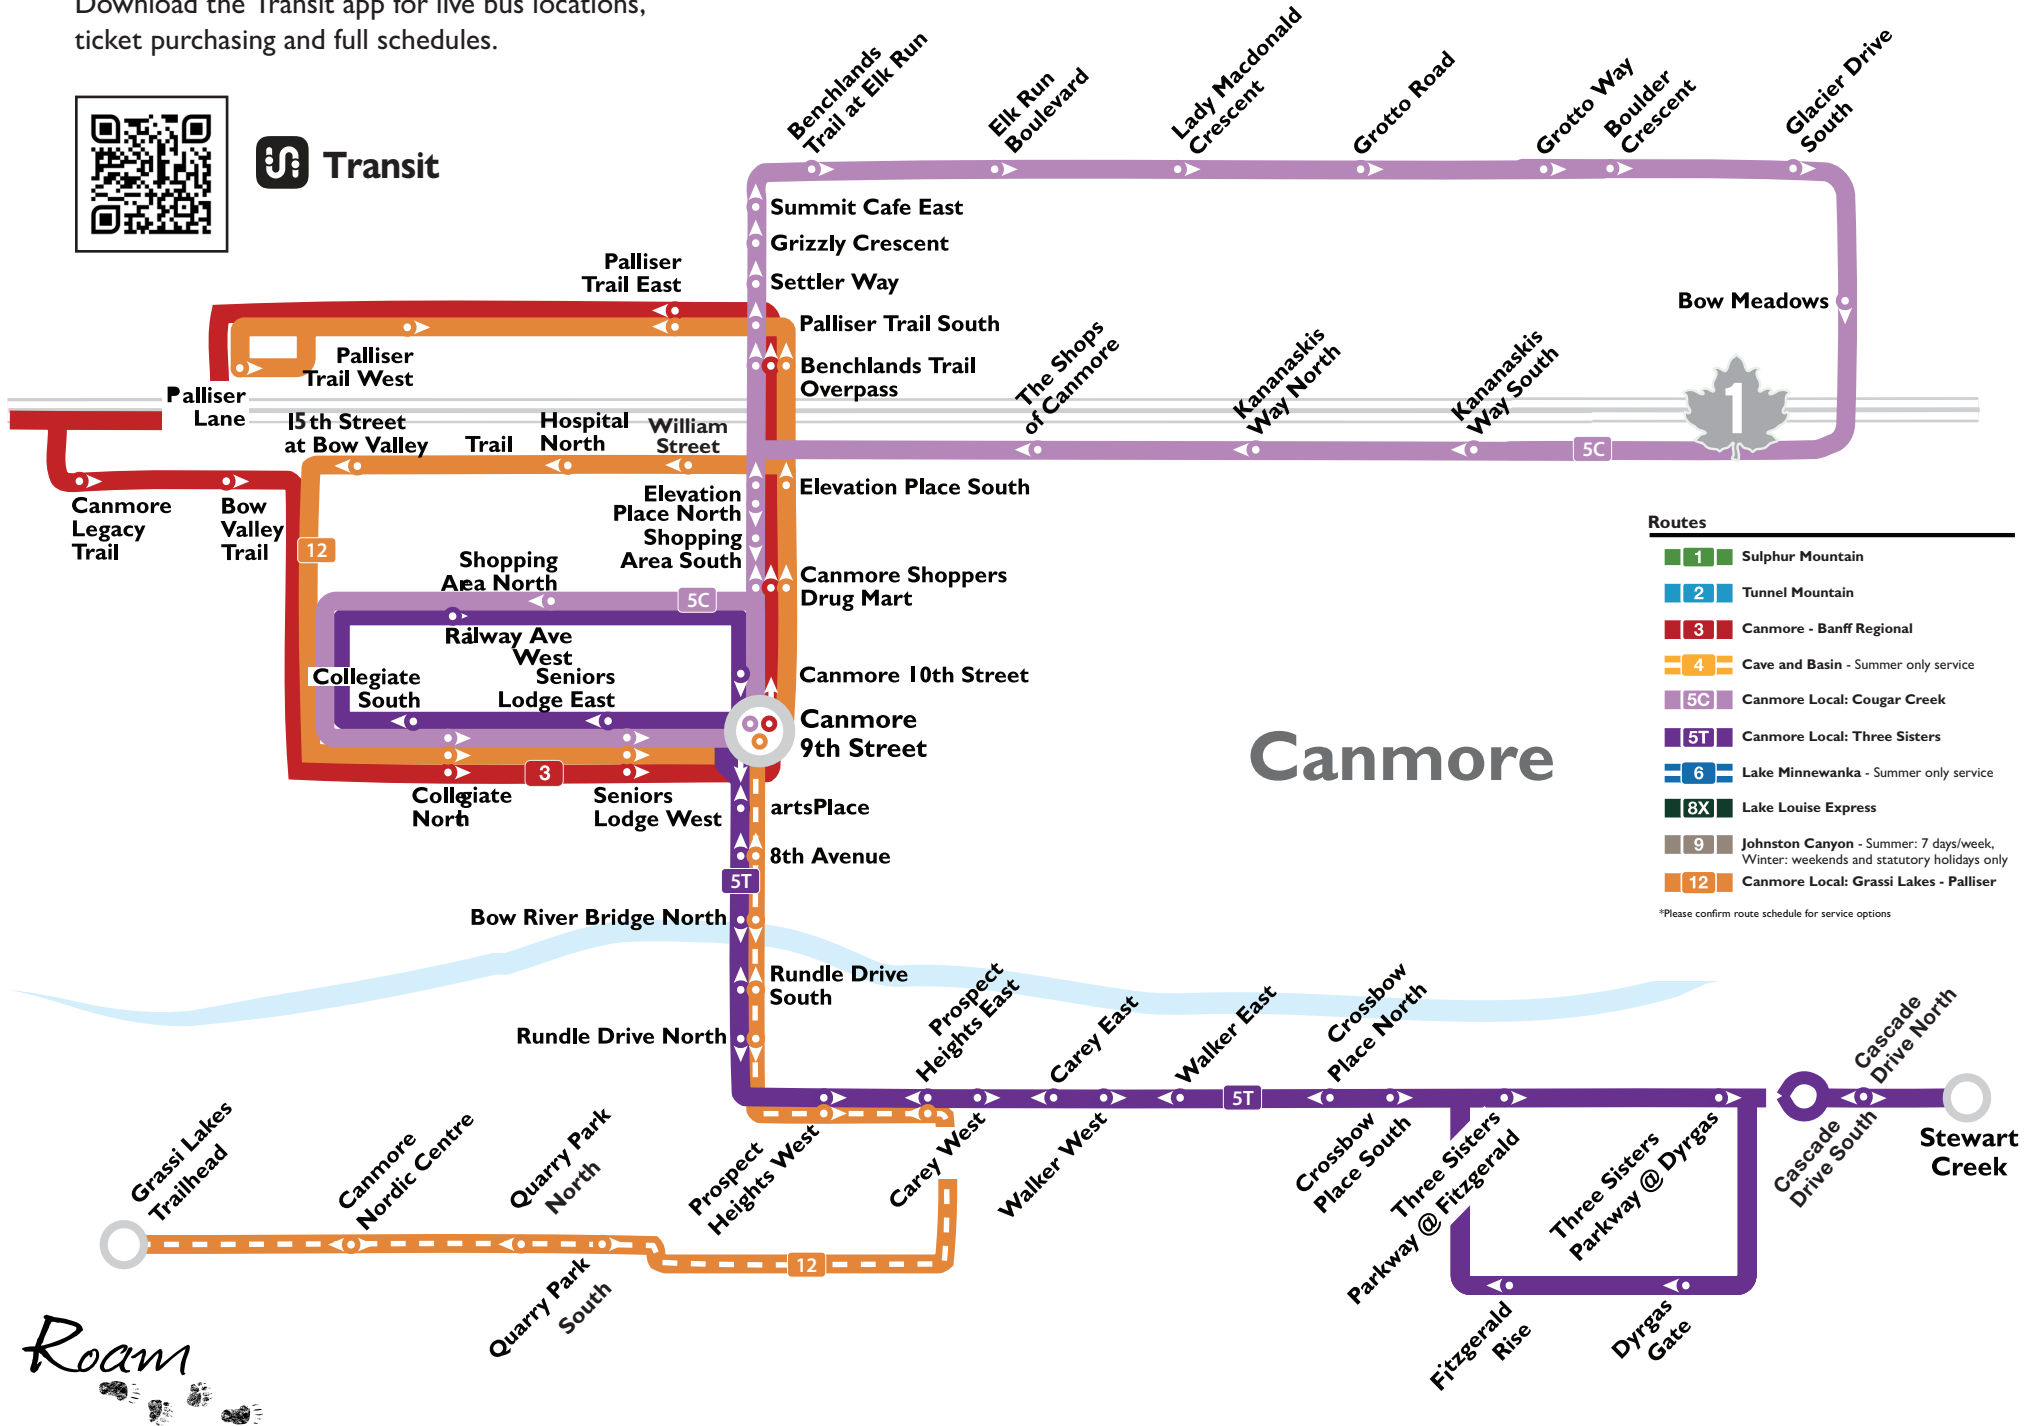 Download the Transit app for live bus locations,
ticket purchasing and full schedules.
Transit
Benchlands
Trail at Elk Run
Elk Run
Boulevard
Lady Macdonald
Crescent
Grotto Road
Grotto Way
Boulder
Crescent
Glacier Drive
South
Summit Cafe East
Grizzly Crescent
Settler Way
Palliser
Trail East
Palliser Trail South
Bow Meadows
Palliser
Trail West
Benchlands Trail
Overpass
The Shops
of Canmore
Kananaskis
Way North
Kananaskis
Way South
1
Palliser
Lane
15th Street
at Bow Valley
Trail
Hospital
North
William
Street
5C
Canmore
Legacy
Trail
Bow
Valley
Trail
Elevation
Place North
Elevation Place South
Shopping
Area South
12
Shopping
Area North
5C
Canmore Shoppers
Drug Mart
Railway Ave
West
Collegiate
South
Seniors
Lodge East
Canmore 10th Street
Canmore
9th Street
3
Collegiate
North
Seniors
Lodge West
artsPlace
8th Avenue
5T
Bow River Bridge North
Rundle Drive
South
Rundle Drive North
Canmore
Routes
1 Sulphur Mountain
2 Tunnel Mountain
3 Canmore - Banff Regional
4 Cave and Basin - Summer only service
5C Canmore Local: Cougar Creek
5T Canmore Local: Three Sisters
6 Lake Minnewanka - Summer only service
8X Lake Louise Express
9 Johnston Canyon - Summer: 7 days/week,
Winter: weekends and statutory holidays only
12 Canmore Local: Grassi Lakes - Palliser
*Please confirm route schedule for service options
Prospect
Heights East
Carey East
Walker East
Crossbow
Place North
Cascade
Drive North
5T
Grassi Lakes
Trailhead
Canmore
Nordic Centre
Quarry Park
North
Prospect
Heights West
Carey West
Walker West
Crossbow
Place South
Three Sisters
Parkway @ Fitzgerald
Three Sisters
Parkway @ Dyrgas
Cascade
Drive South
Stewart
Creek
12
Quarry Park
South
Fitzgerald
Rise
Dyrgas
Gate
Roam